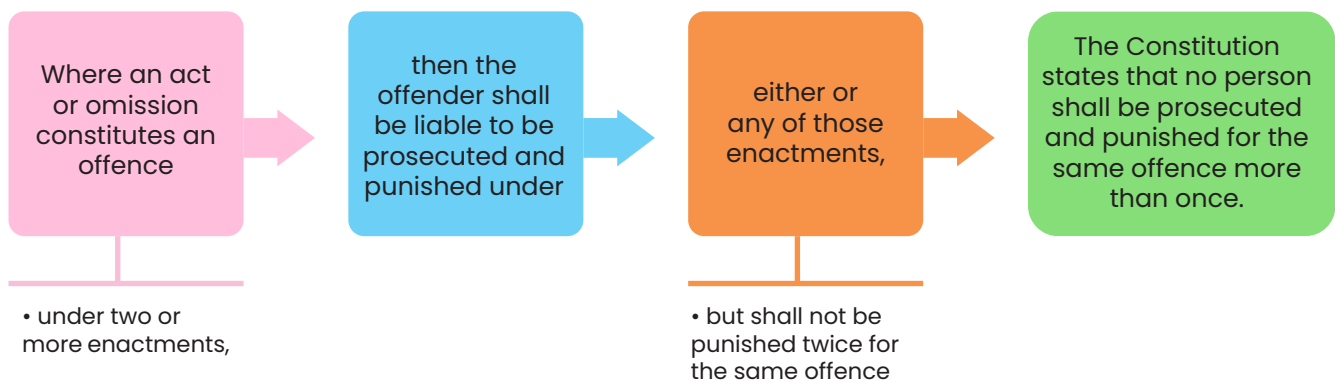 Where an act
or omission
constitutes an
offence
• under two or
more enactments,
then the
offender shall
be liable to be
prosecuted and
punished under
either or
any of those
enactments,
• but shall not be
punished twice for
the same offence
The Constitution
states that no person
shall be prosecuted
and punished for the
same offence more
than once.